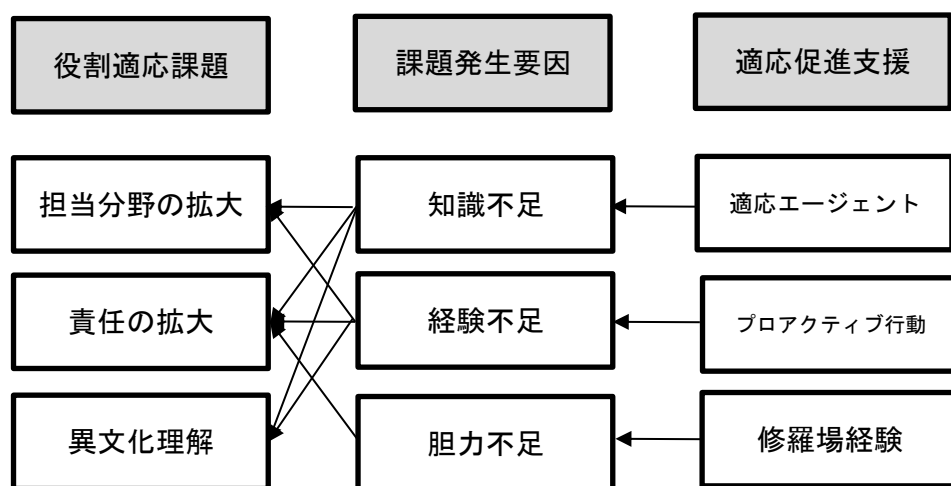 役割適応課題
課題発生要因
適応促進支援
担当分野の拡大
知識不足
適応エージェント
責任の拡大
経験不足
プロアクティブ行動
異文化理解
胆力不足
修羅場経験